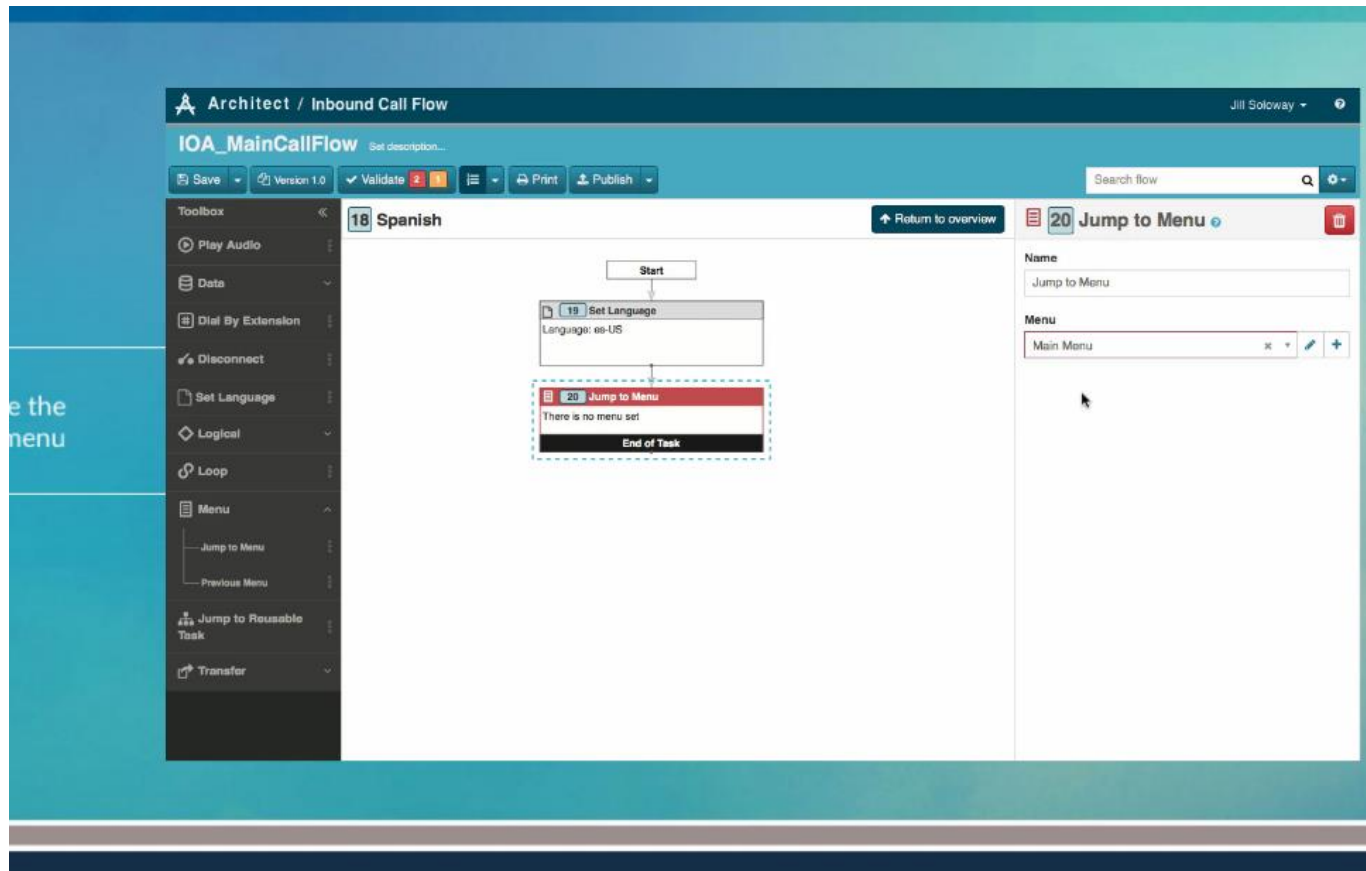 Architect / Inbound Call Flow
Jill Soloway
IOA_MainCallFlow Set description...
Save
Version 1.0
Validate 2 1
Print
Publish
Search flow
Toolbox
Play Audio
Data
Dial By Extension
Disconnect
Set Language
Logical
Loop
Menu
Jump to Menu
Previous Menu
Jump to Reusable
Task
Transfer
18 Spanish
Return to overview
Start
19 Set Language
Language: es-US
20 Jump to Menu
There is no menu set
End of Task
20 Jump to Menu
Name
Jump to Menu
Menu
Main Menu
e the
menu